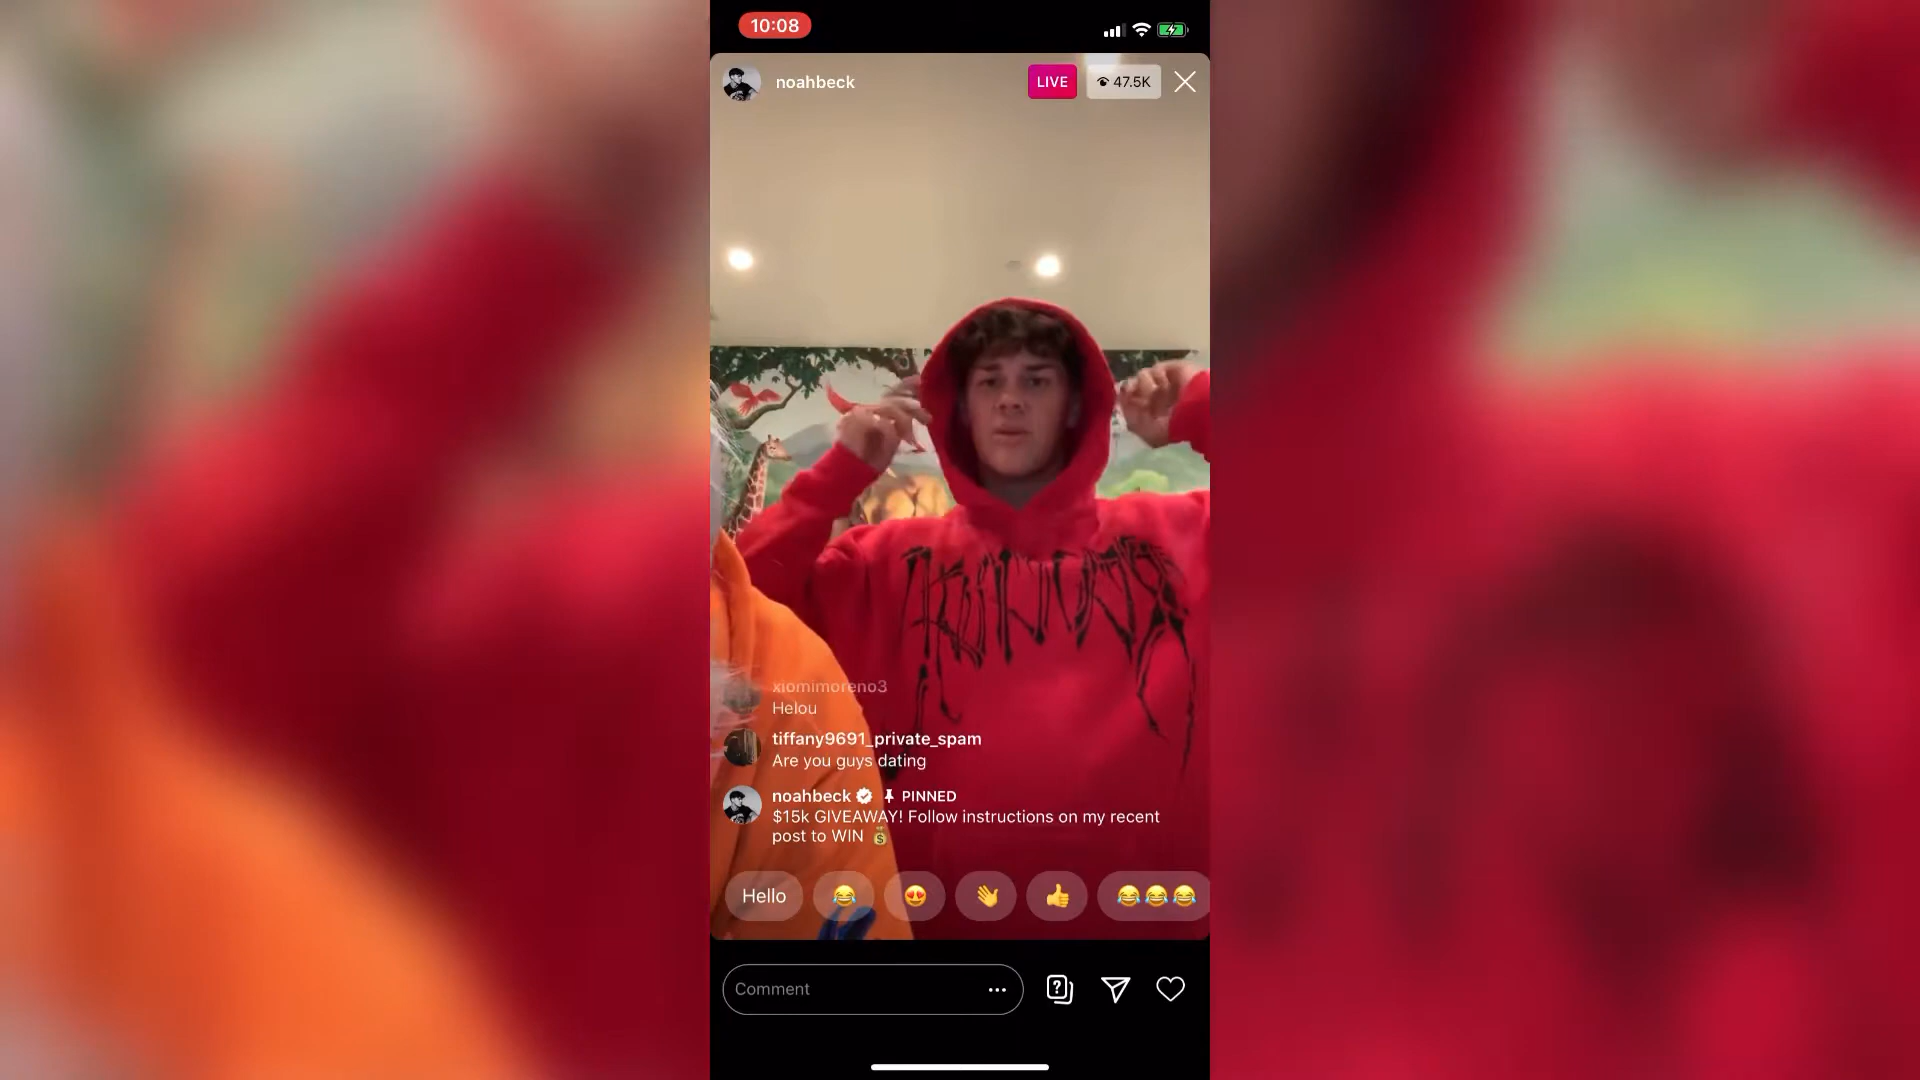 10:08
noahbeck
LIVE
47.5K
xiomimoreno3
Helou
tiffany9691_private_spam
Are you guys dating
noahbeck PINNED
$15k GIVEAWAY! Follow instructions on my recent
post to WIN 💰
Hello 😂 😍 👋 👍 😂😂😂
Comment